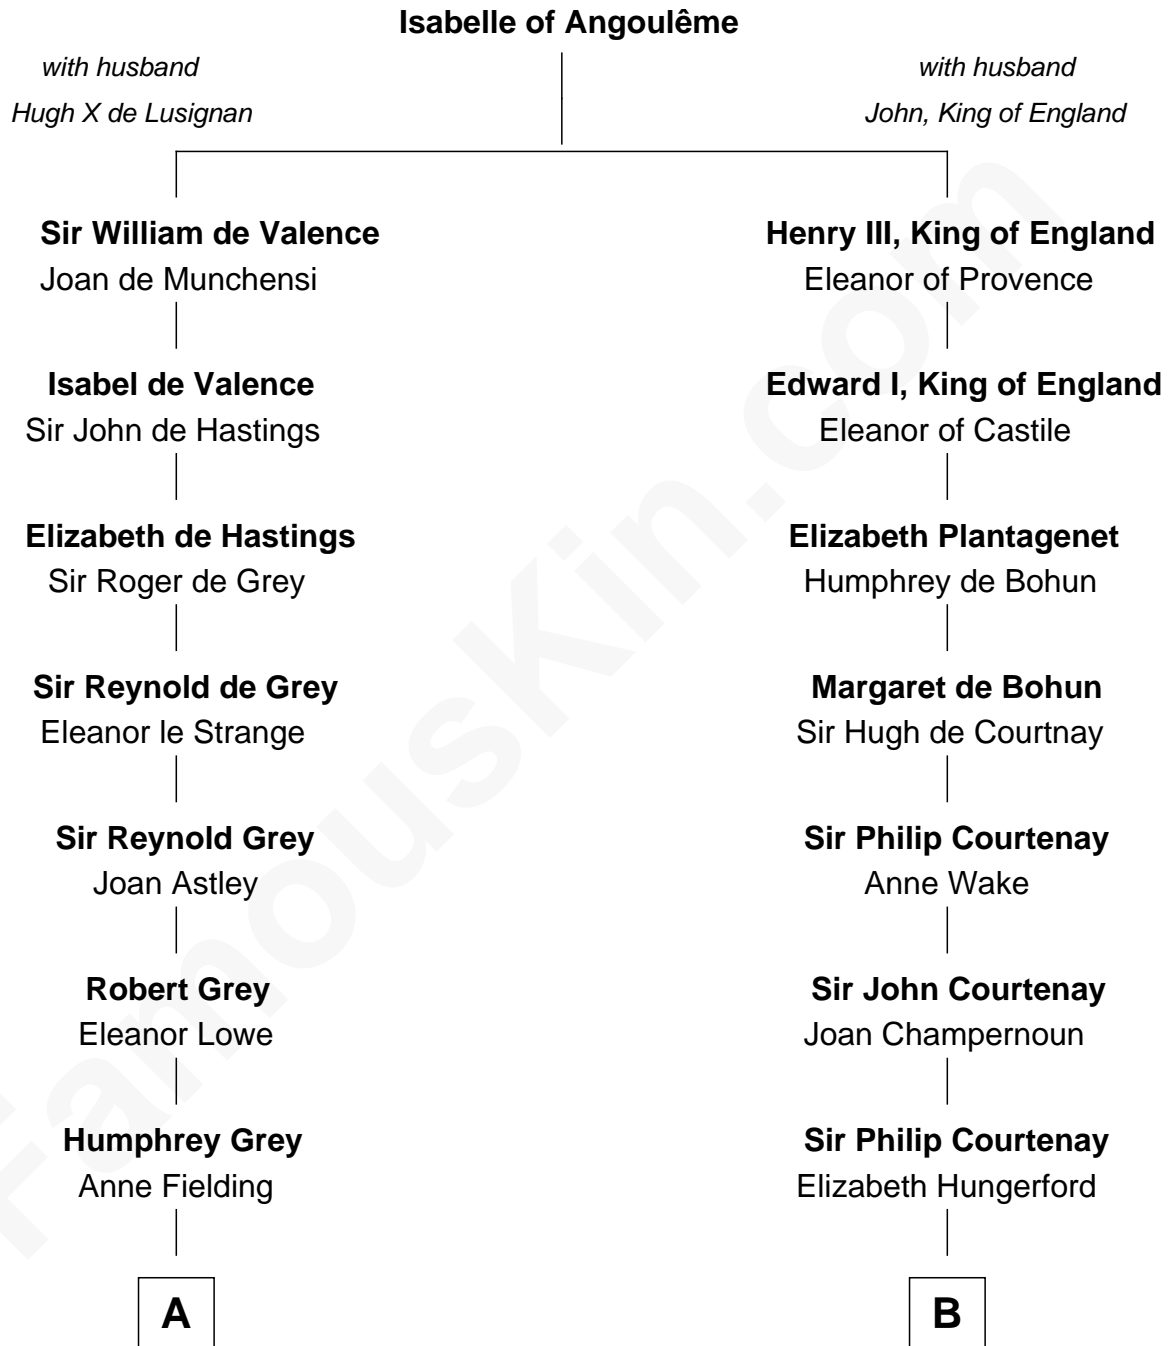 Isabelle of Angoulême
with husband
Hugh X de Lusignan
with husband
John, King of England
Sir William de Valence
Joan de Munchensi
Henry III, King of England
Eleanor of Provence
Isabel de Valence
Sir John de Hastings
Edward I, King of England
Eleanor of Castile
Elizabeth de Hastings
Sir Roger de Grey
Elizabeth Plantagenet
Humphrey de Bohun
Sir Reynold de Grey
Eleanor le Strange
Margaret de Bohun
Sir Hugh de Courtnay
Sir Reynold Grey
Joan Astley
Sir Philip Courtenay
Anne Wake
Robert Grey
Eleanor Lowe
Sir John Courtenay
Joan Champernoun
Humphrey Grey
Anne Fielding
Sir Philip Courtenay
Elizabeth Hungerford
A
B
FamousKin.com